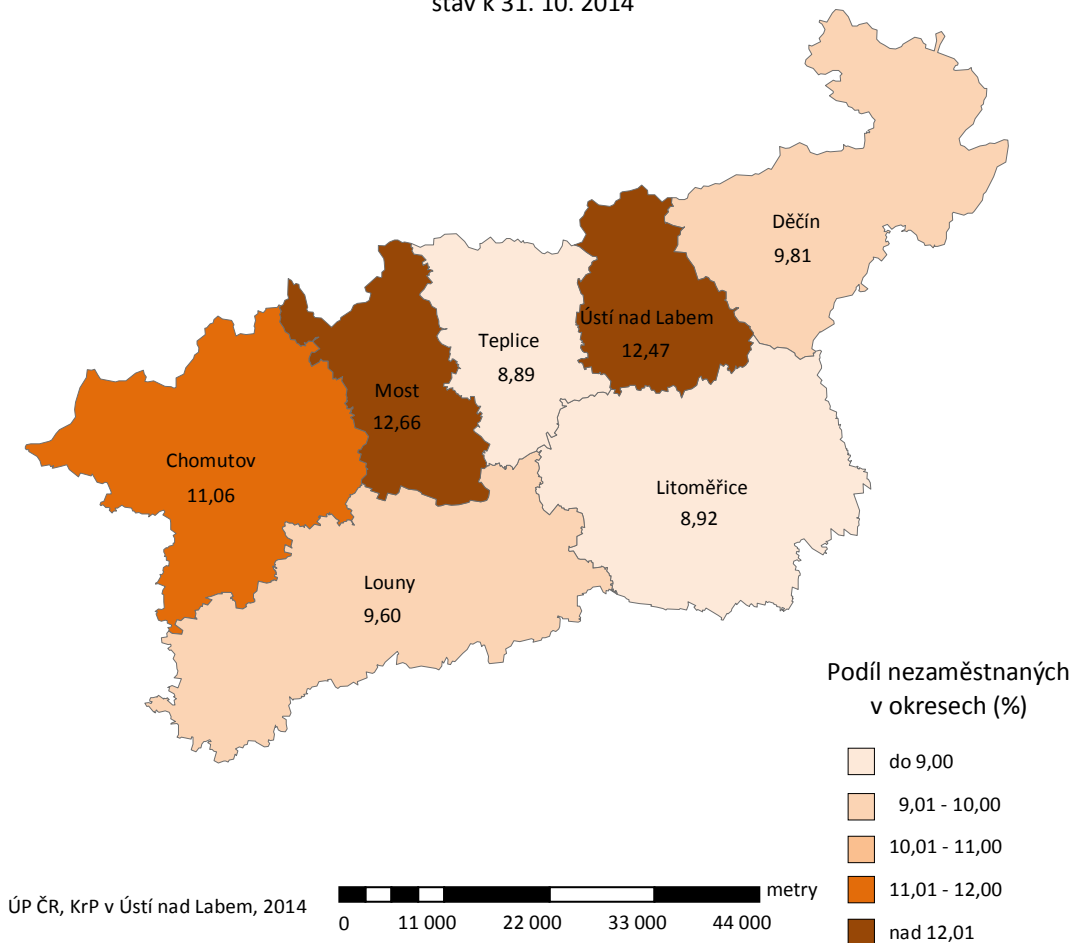 stav k 31. 10. 2014
Děčín
9,81
Ústí nad Labem
12,47
Teplice
8,89
Most
12,66
Chomutov
11,06
Litoměřice
8,92
Louny
9,60
Podíl nezaměstnaných
v okresech (%)
do 9,00
9,01 - 10,00
10,01 - 11,00
11,01 - 12,00
nad 12,01
ÚP ČR, KrP v Ústí nad Labem, 2014
metry
0 11 000 22 000 33 000 44 000